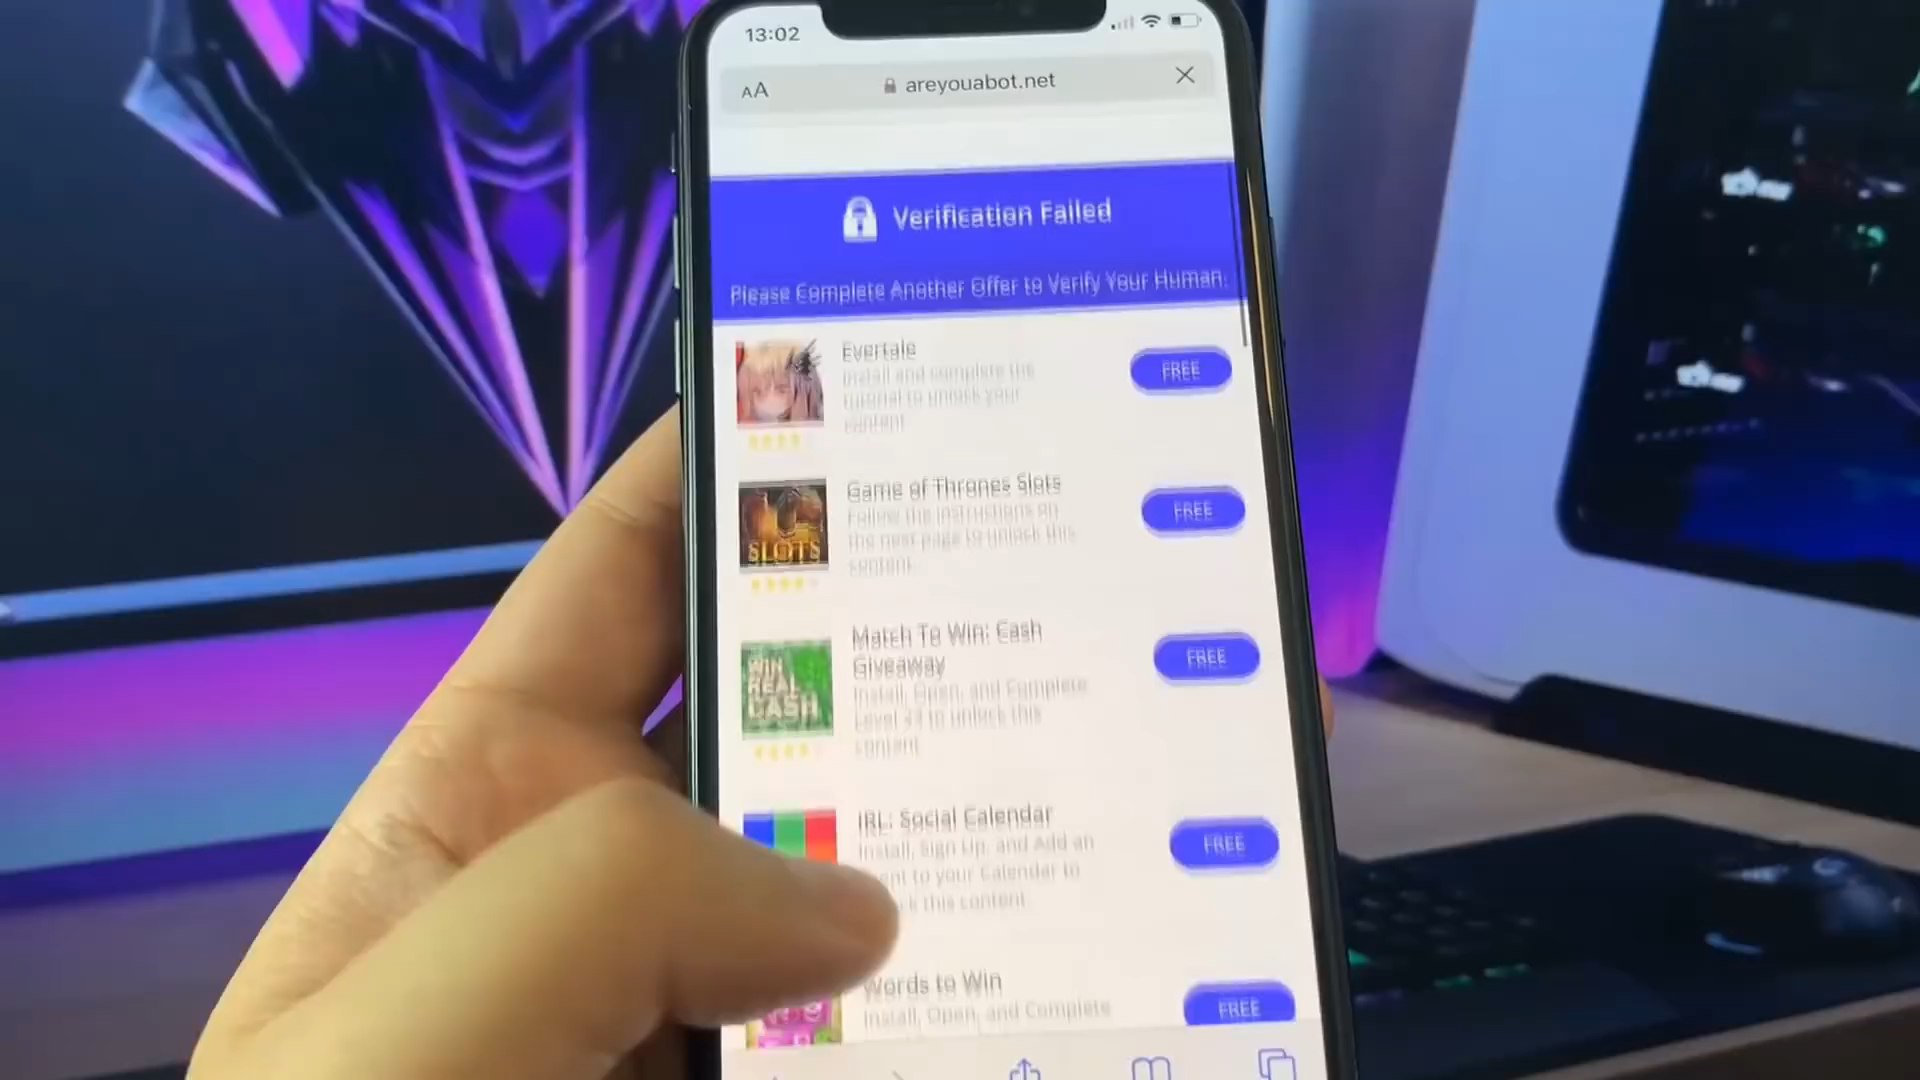 13:02
AA areyouabot.net
Verification Failed
Please Complete Another Offer to Verify Your Human.
Evertale
Install and complete the
tutorial to unlock your
content.
FREE
Game of Thrones Slots
Follow the instructions on
the next page to unlock this
content.
FREE
SLOTS
Match To Win: Cash
Giveaway
Install, Open, and Complete
Level 23 to unlock this
content.
FREE
WIN
REAL
CASH
IRL: Social Calendar
Install, Sign Up, and Add an
ent to your Calendar to
ck this content.
FREE
Words to Win
Install, Open, and Complete
FREE